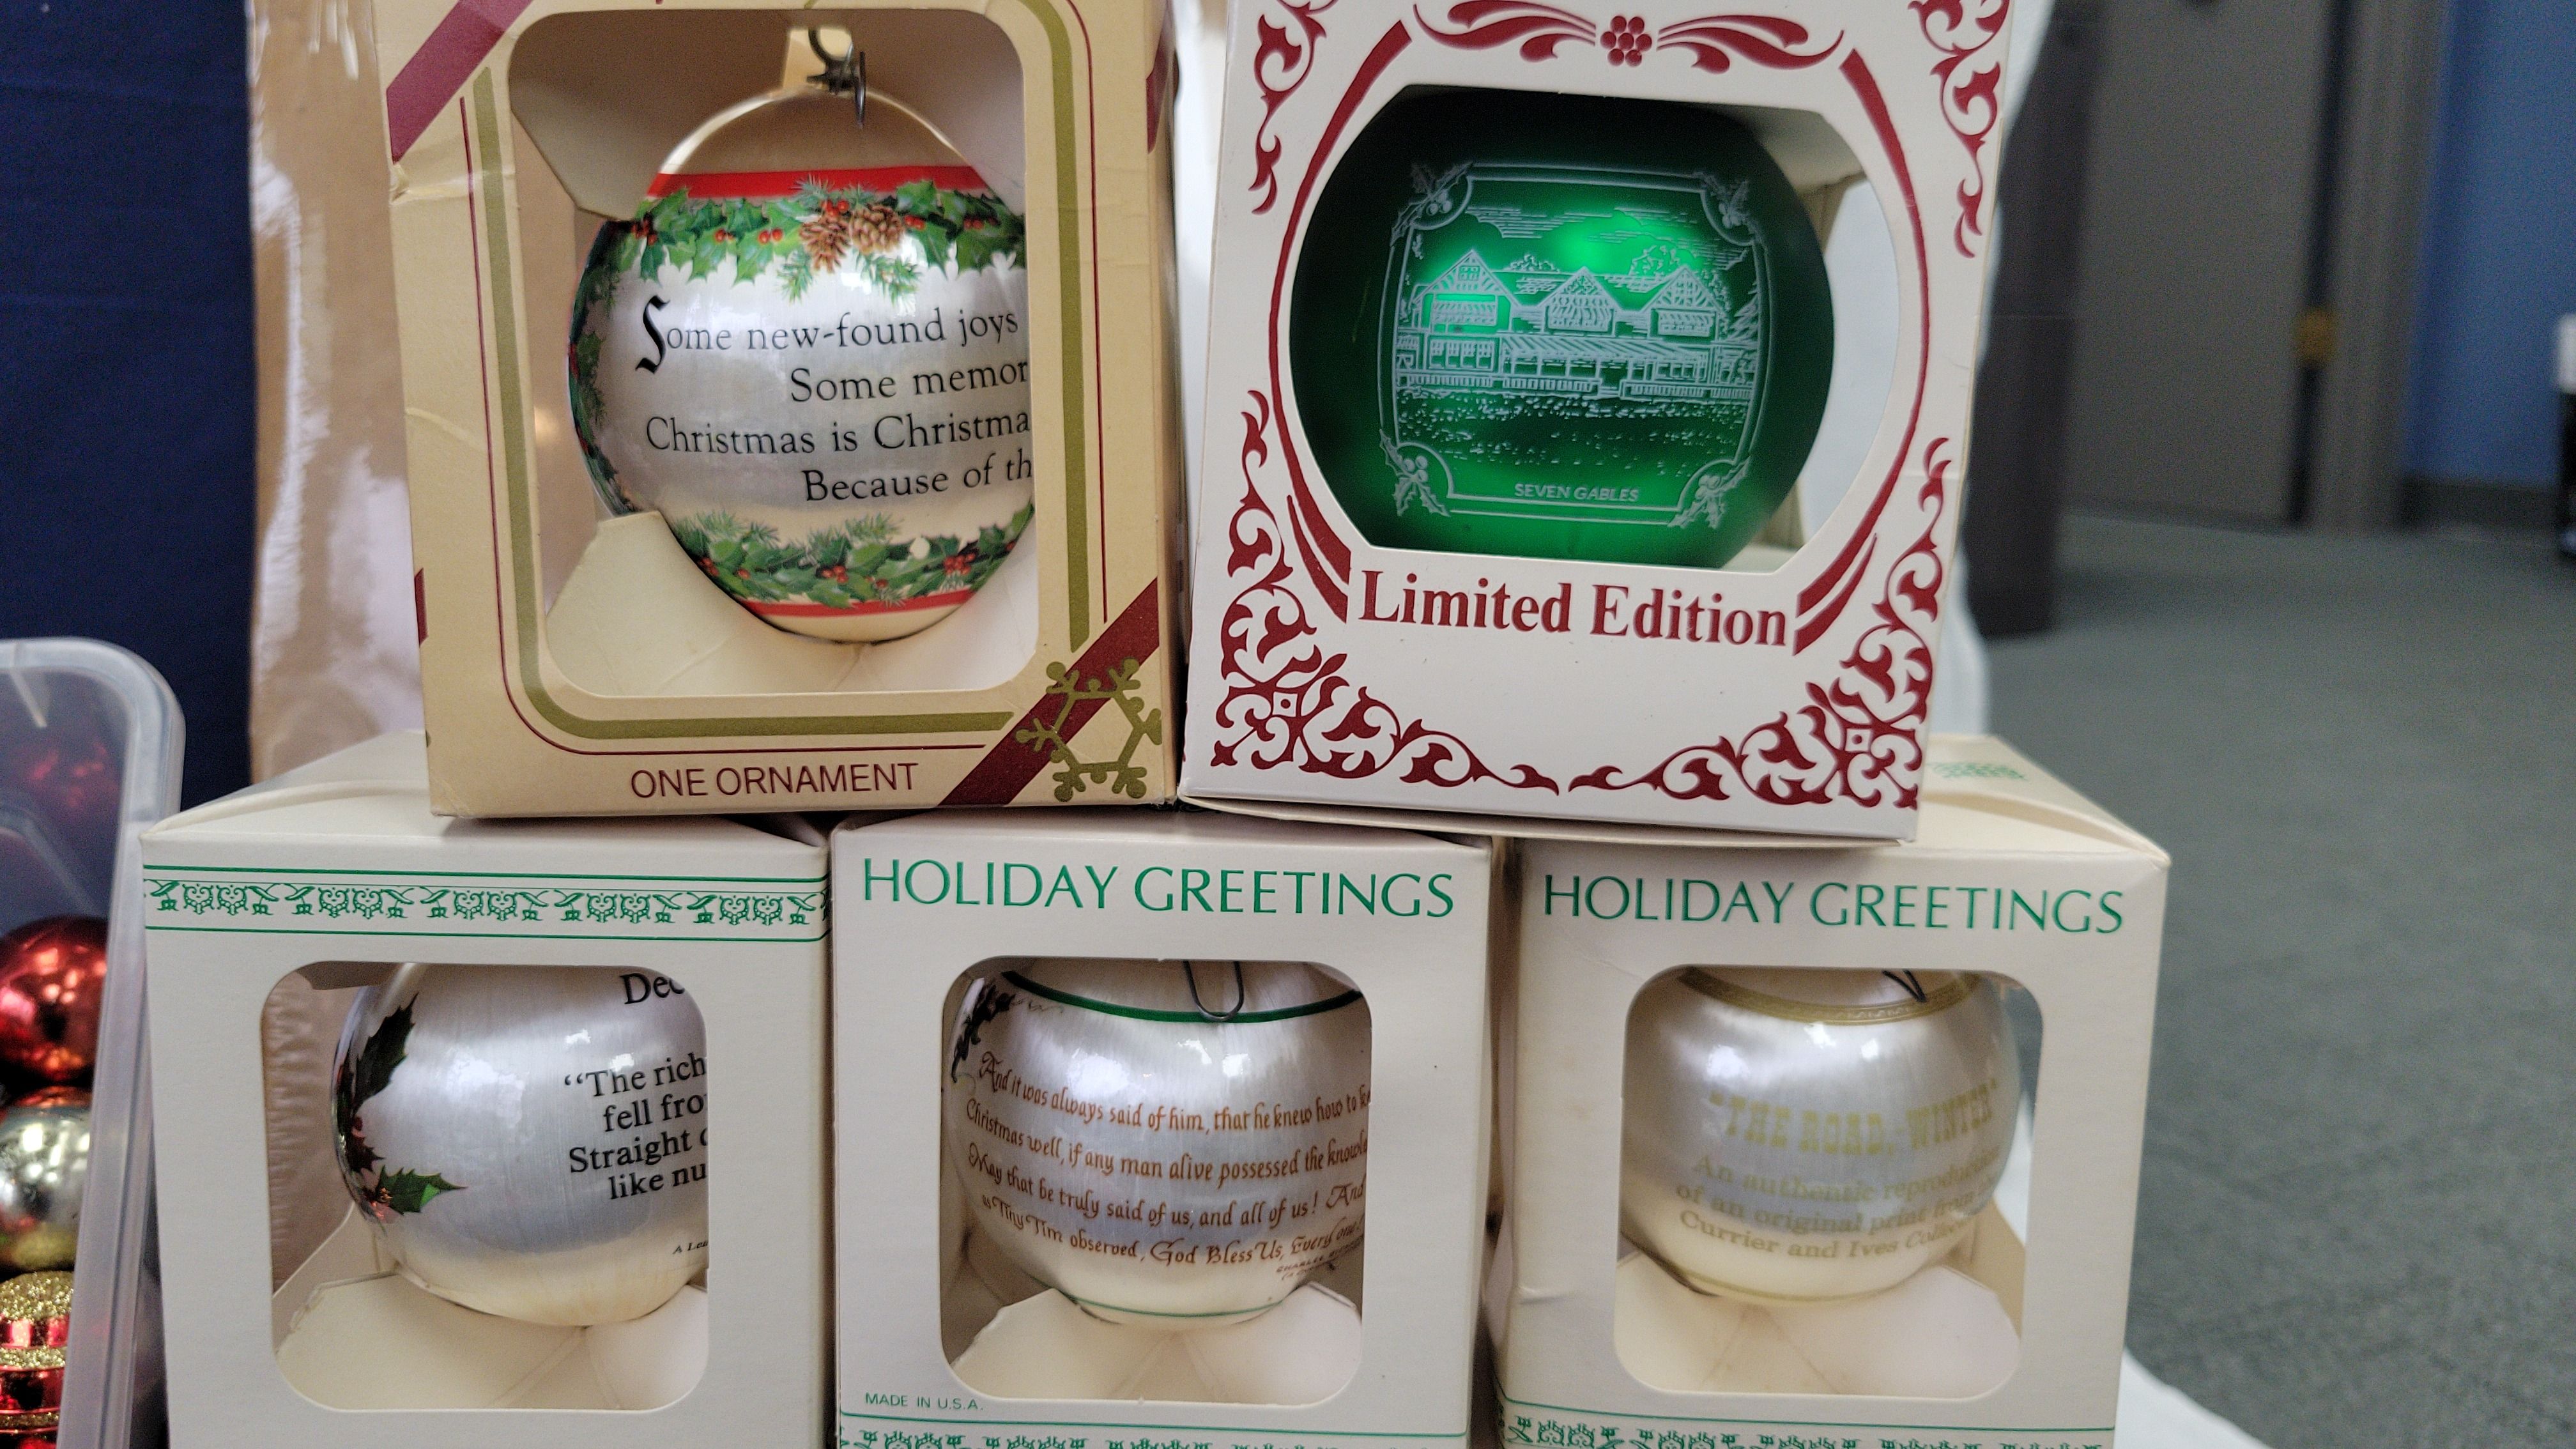 Some new-found joys
Some memor
Christmas is Christma
Because of th
ONE ORNAMENT
SEVEN GABLES
Limited Edition
Dec
"The rich
fell fro
Straight
like nu
A Le
HOLIDAY GREETINGS
And it was always said of him, that he knew how to ke
Christmas well, if any man alive possessed the knowle
May that be truly said of us, and all of us! And
as Tiny Tim observed, God Bless Us, Every one
MADE IN U.S.A.
HOLIDAY GREETINGS
"THE ROAD,-WINTER"
An authentic reproduction
of an original print from
Currier and Ives Collec